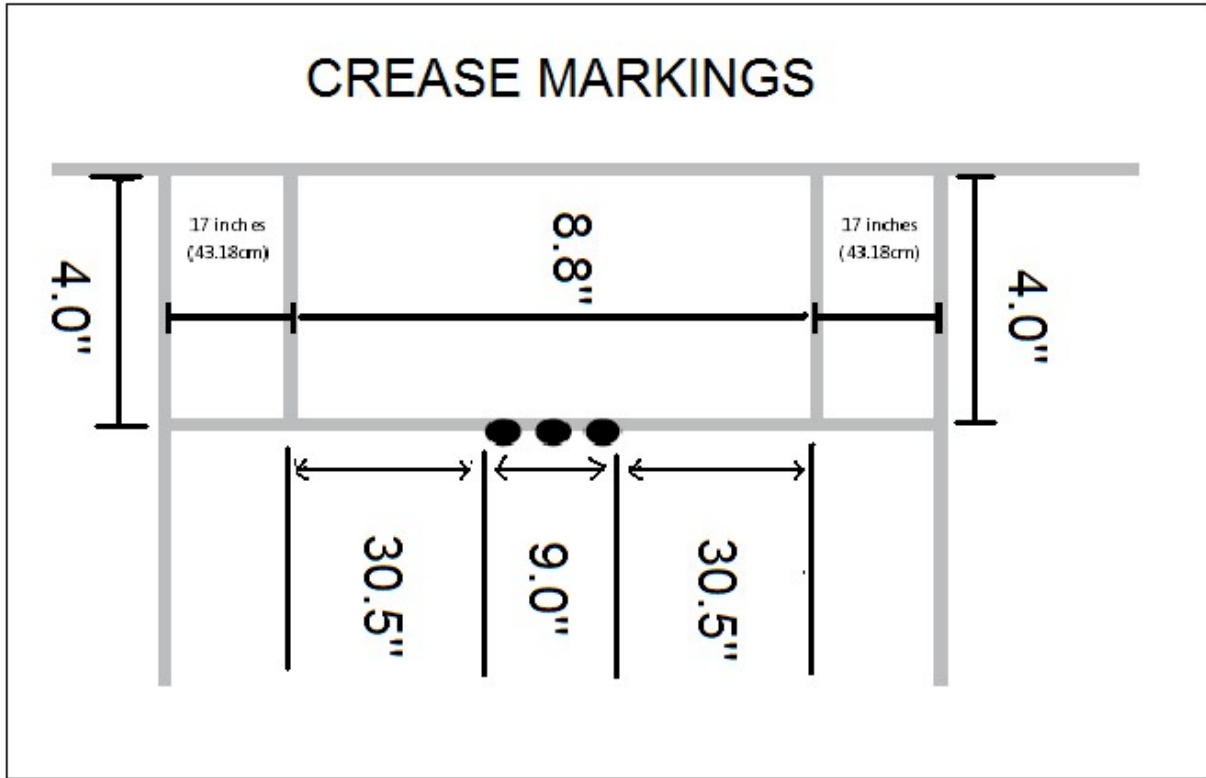 CREASE MARKINGS
17 inches
(43.18cm)
8.8"
17 inches
(43.18cm)
4.0"
4.0"
30.5"
9.0"
30.5"